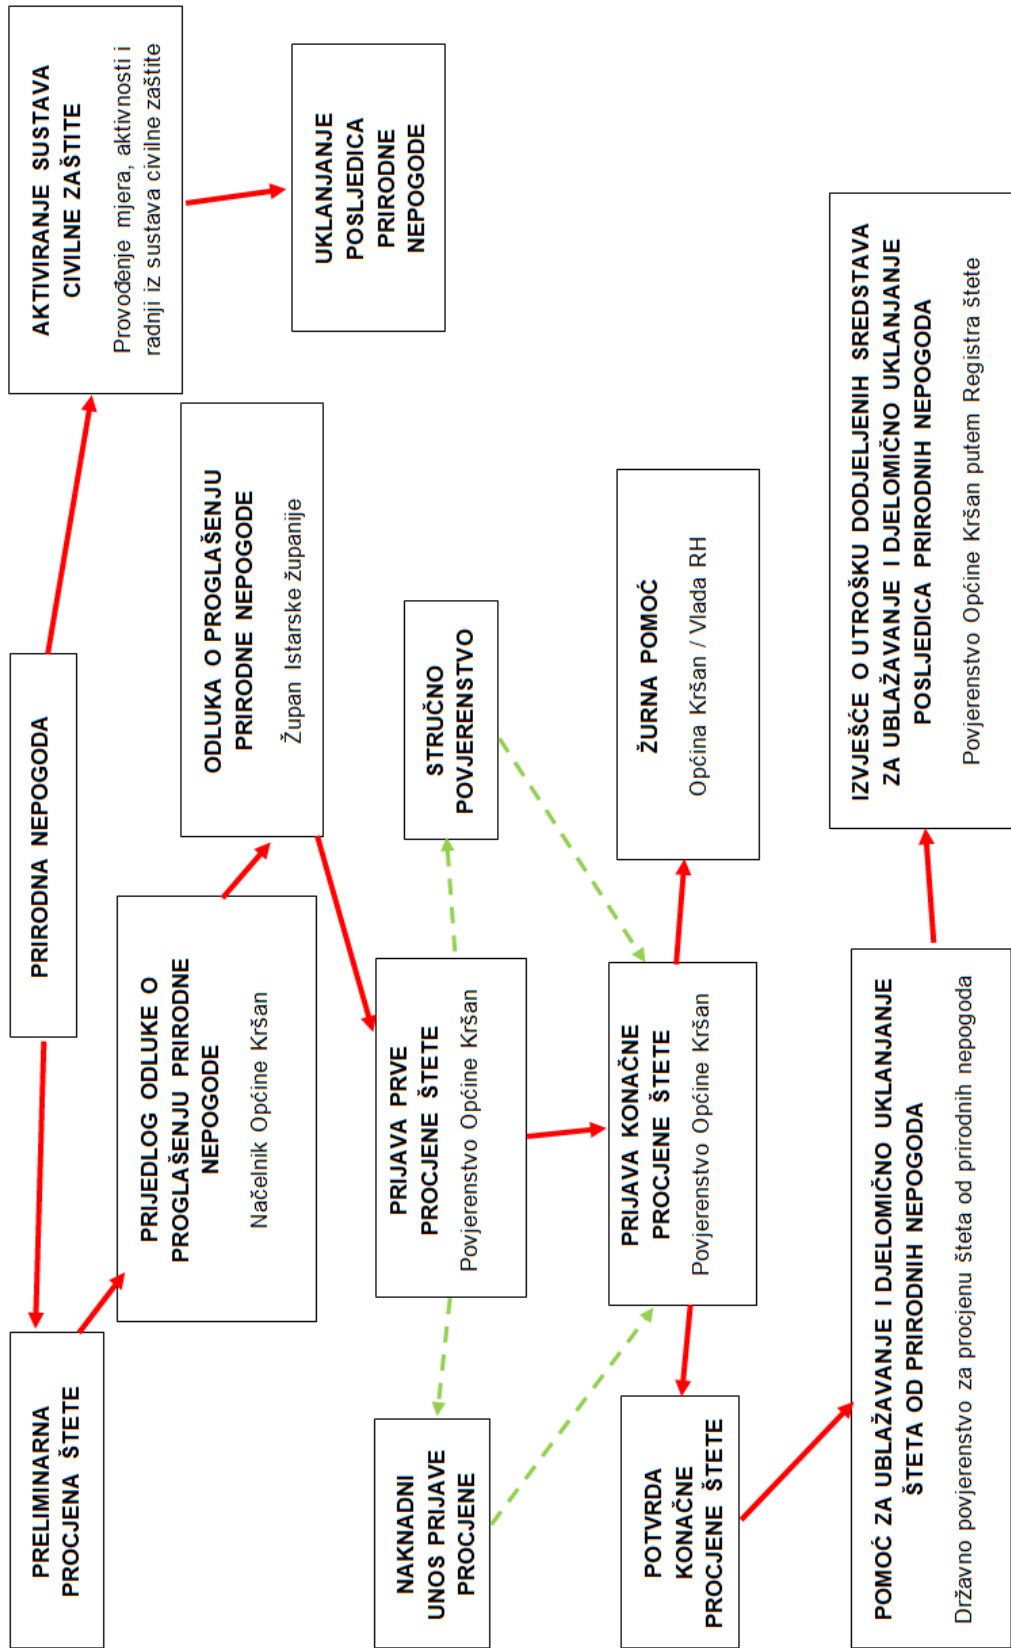 PRELIMINARNA
PROCJENA ŠTETE
PRIRODNA NEPOGODA
AKTIVIRANJE SUSTAVA
CIVILNE ZAŠTITE
Provođenje mjera, aktivnosti i
radnji iz sustava civilne zaštite
PRIJEDLOG ODLUKE O
PROGLAŠENJU PRIRODNE
NEPOGODE
Načelnik Općine Kršan
ODLUKA O PROGLAŠENJU
PRIRODNE NEPOGODE
Župan Istarske županije
UKLANJANJE
POSLJEDICA
PRIRODNE
NEPOGODE
NAKNADNI
UNOS PRIJAVE
PROCJENE
PRIJAVA PRVE
PROCJENE ŠTETE
Povjerenstvo Općine Kršan
STRUČNO
POVJERENSTVO
POTVRDA
KONAČNE
PROCJENE ŠTETE
PRIJAVA KONAČNE
PROCJENE ŠTETE
Povjerenstvo Općine Kršan
ŽURNA POMOĆ
Općina Kršan / Vlada RH
POMOĆ ZA UBLAŽAVANJE I DJELOMIČNO UKLANJANJE
ŠTETA OD PRIRODNIH NEPOGODA
Državno povjerenstvo za procjenu šteta od prirodnih nepogoda
IZVJEŠĆE O UTROŠKU DODJELJENIH SREDSTAVA
ZA UBLAŽAVANJE I DJELOMIČNO UKLANJANJE
POSLJEDICA PRIRODNIH NEPOGODA
Povjerenstvo Općine Kršan putem Registra štete